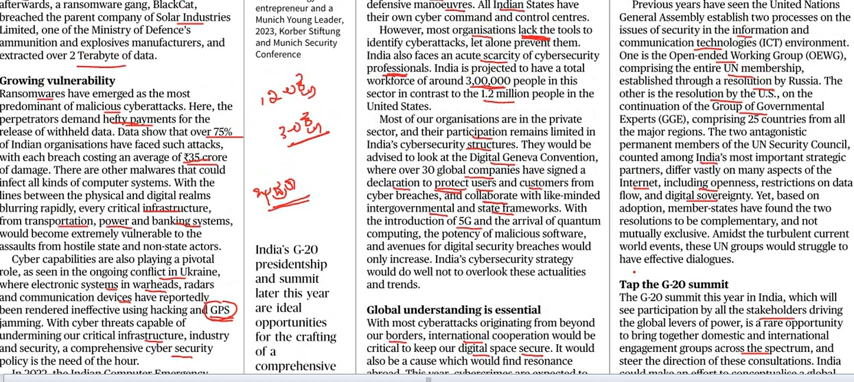 afterwards, a ransomware gang, BlackCat,
breached the parent company of Solar Industries
Limited, one of the Ministry of Defence's
ammunition and explosives manufacturers, and
extracted over 2 Terabyte of data.
Growing vulnerability
Ransomwares have emerged as the most
predominant of malicious cyberattacks. Here, the
perpetrators demand hefty payments for the
release of withheld data. Data show that over 75%
of Indian organisations have faced such attacks,
with each breach costing an average of ₹35 crore
of damage. There are other malwares that could
infect all kinds of computer systems. With the
lines between the physical and digital realms
blurring rapidly, every critical infrastructure,
from transportation, power and banking systems,
would become extremely vulnerable to the
assaults from hostile state and non-state actors.
Cyber capabilities are also playing a pivotal
role, as seen in the ongoing conflict in Ukraine,
where electronic systems in warheads, radars
and communication devices have reportedly
been rendered ineffective using hacking and GPS
jamming. With cyber threats capable of
undermining our critical infrastructure, industry
and security, a comprehensive cyber security
policy is the need of the hour.
In 2012, the Indian Computer Emergency
entrepreneur and a
Munich Young Leader,
2023, Korber Stiftung
and Munich Security
Conference
India's G-20
presidentship
and summit
later this year
are ideal
opportunities
for the crafting
of a
comprehensive
defensive manoeuvres. All Indian States have
their own cyber command and control centres.
However, most organisations lack the tools to
identify cyberattacks, let alone prevent them.
India also faces an acute scarcity of cybersecurity
professionals. India is projected to have a total
workforce of around 3,00,000 people in this
sector in contrast to the 1.2 million people in the
United States.
Most of our organisations are in the private
sector, and their participation remains limited in
India's cybersecurity structures. They would be
advised to look at the Digital Geneva Convention,
where over 30 global companies have signed a
declaration to protect users and customers from
cyber breaches, and collaborate with like-minded
intergovernmental and state frameworks. With
the introduction of 5G and the arrival of quantum
computing, the potency of malicious software,
and avenues for digital security breaches would
only increase. India's cybersecurity strategy
would do well not to overlook these actualities
and trends.
Global understanding is essential
With most cyberattacks originating from beyond
our borders, international cooperation would be
critical to keep our digital space secure. It would
also be a cause which would find resonance
abroad. This year, cybercrimes are expected to
Previous years have seen the United Nations
General Assembly establish two processes on the
issues of security in the information and
communication technologies (ICT) environment.
One is the Open-ended Working Group (OEWG),
comprising the entire UN membership,
established through a resolution by Russia. The
other is the resolution by the U.S., on the
continuation of the Group of Governmental
Experts (GGE), comprising 25 countries from all
the major regions. The two antagonistic
permanent members of the UN Security Council,
counted among India's most important strategic
partners, differ vastly on many aspects of the
Internet, including openness, restrictions on data
flow, and digital sovereignty. Yet, based on
adoption, member-states have found the two
resolutions to be complementary, and not
mutually exclusive. Amidst the turbulent current
world events, these UN groups would struggle to
have effective dialogues.
Tap the G-20 summit
The G-20 summit this year in India, which will
see participation by all the stakeholders driving
the global levers of power, is a rare opportunity
to bring together domestic and international
engagement groups across the spectrum, and
steer the direction of these consultations. India
could make an effort to conceptualise a global